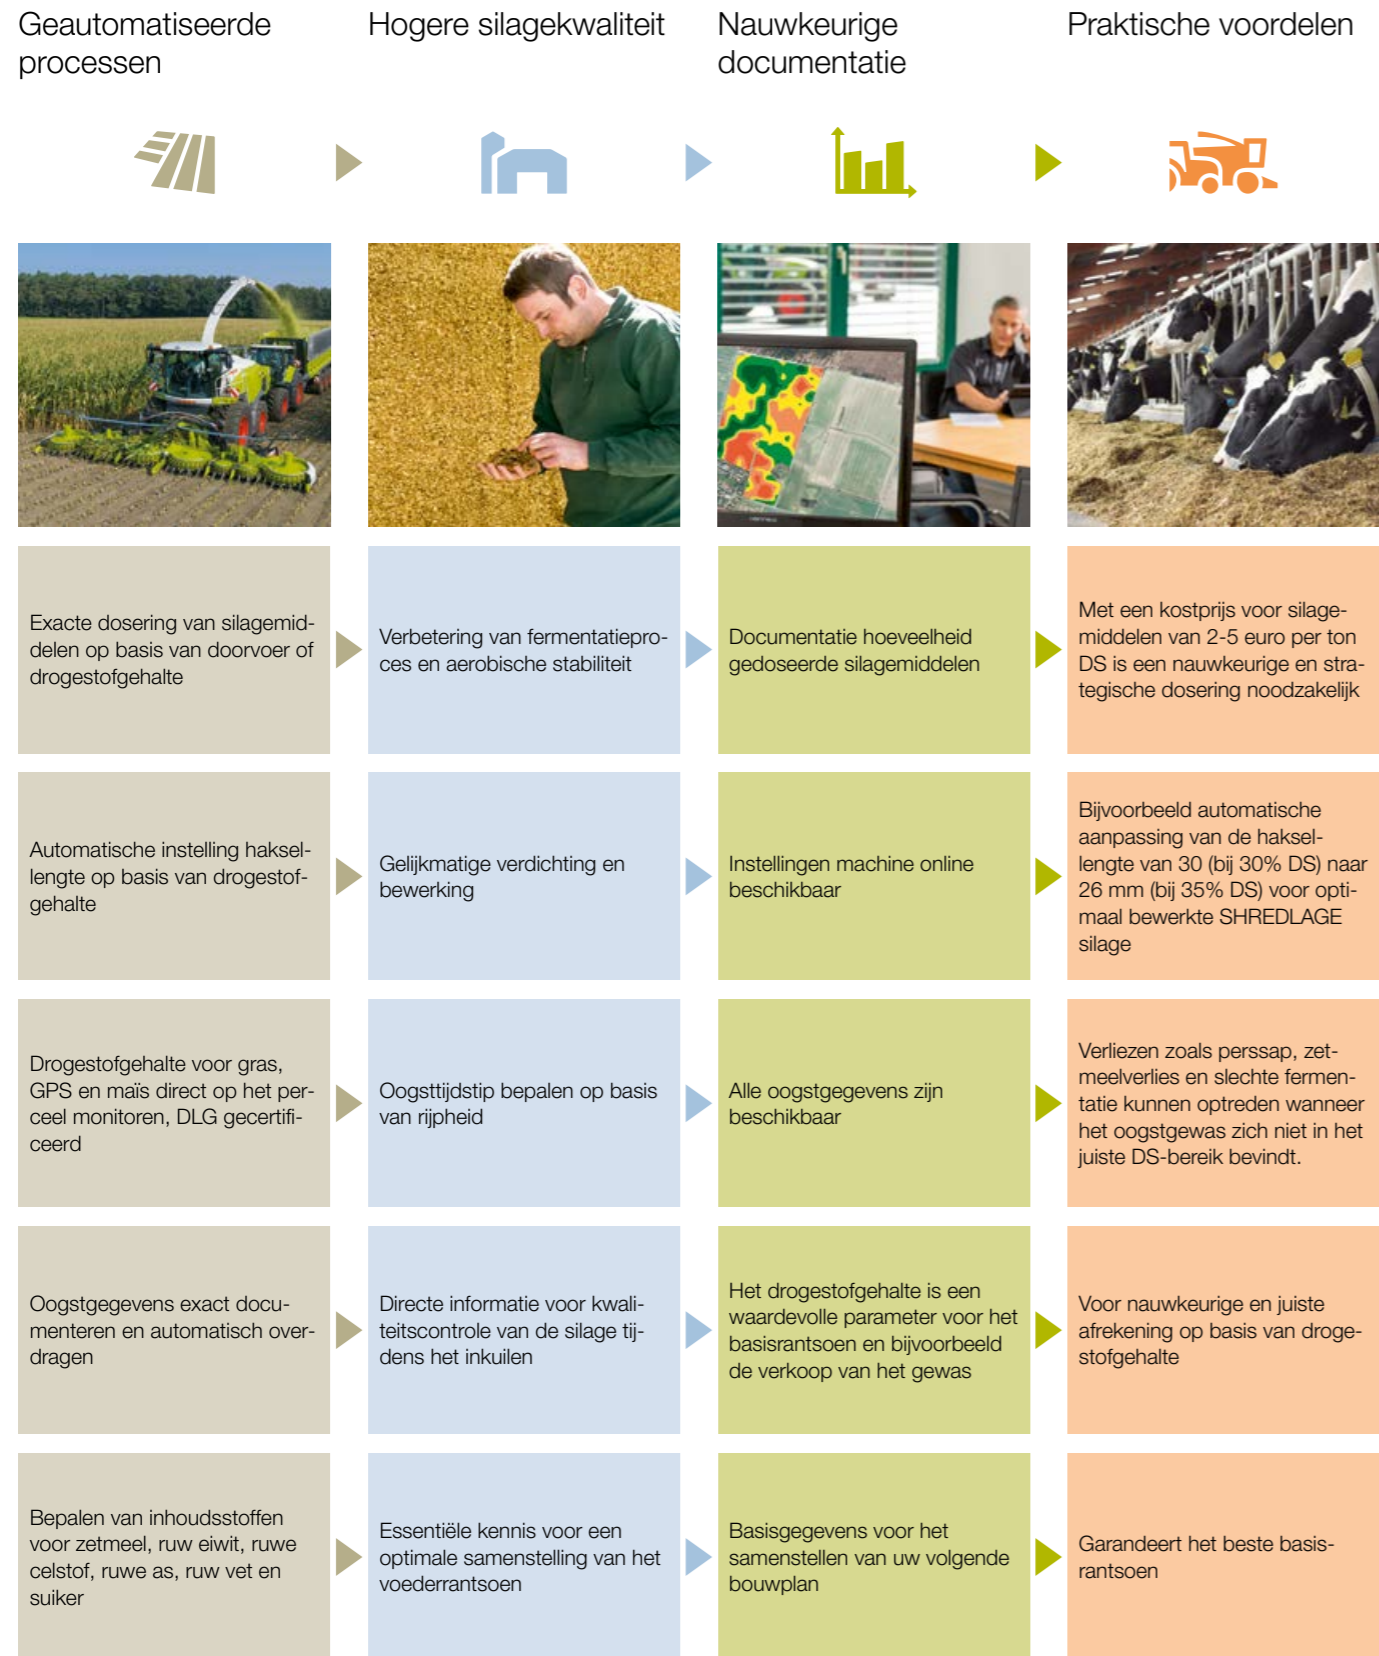 Geautomatiseerde
processen
Hogere silagekwaliteit
Nauwkeurige
documentatie
Praktische voordelen
Exacte dosering van silagemid-
delen op basis van doorvoer of
drogestofgehalte
Verbetering van fermentatiepro-
ces en aerobische stabiliteit
Documentatie hoeveelheid
gedoseerde silagemiddelen
Met een kostprijs voor silage-
middelen van 2-5 euro per ton
DS is een nauwkeurige en stra-
tegische dosering noodzakelijk
Automatische instelling haksel-
lengte op basis van drogestof-
gehalte
Gelijkmatige verdichting en
bewerking
Instellingen machine online
beschikbaar
Bijvoorbeeld automatische
aanpassing van de haksel-
lengte van 30 (bij 30% DS) naar
26 mm (bij 35% DS) voor opti-
maal bewerkte SHREDLAGE
silage
Drogestofgehalte voor gras,
GPS en maïs direct op het per-
ceel monitoren, DLG gecertifi-
ceerd
Oogsttijdstip bepalen op basis
van rijpheid
Alle oogstgegevens zijn
beschikbaar
Verliezen zoals perssap, zet-
meelverlies en slechte fermen-
tatie kunnen optreden wanneer
het oogstgewas zich niet in het
juiste DS-bereik bevindt.
Oogstgegevens exact docu-
menteren en automatisch over-
dragen
Directe informatie voor kwali-
teitscontrole van de silage tij-
dens het inkuilen
Het drogestofgehalte is een
waardevolle parameter voor het
basisrantsoen en bijvoorbeeld
de verkoop van het gewas
Voor nauwkeurige en juiste
afrekening op basis van droge-
stofgehalte
Bepalen van inhoudsstoffen
voor zetmeel, ruw eiwit, ruwe
celstof, ruwe as, ruw vet en
suiker
Essentiële kennis voor een
optimale samenstelling van het
voederrantsoen
Basisgegevens voor het
samenstellen van uw volgende
bouwplan
Garandeert het beste basis-
rantsoen